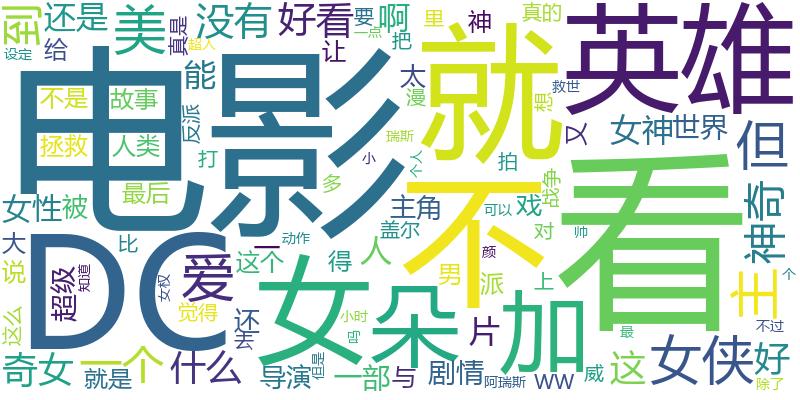 到
还是
美
没有
好看
要
啊
里
神
真的
英雄
设定
给
真是
超人
让
一点
把
能
太
漫
救世
想
就
又
电影
不是
故事
反派
拯救
人类
瑞斯
女神
世界
但
打
小
个人
拍
最后
多
不
看
战争
女性
被
主角
可以
戏
神奇
大
比
盖尔
DC
一
动作
人
颜
对
帅
说
超级
知道
爱
这个
得
男
派
上
主
个
女权
女
朵
加
这么
觉得
还
小时
吗
片
最
不过
去
奇女
一个
什么
就是
导演
但是
一部
与
剧情
阿瑞斯
WW
威
这
女侠
好
除了